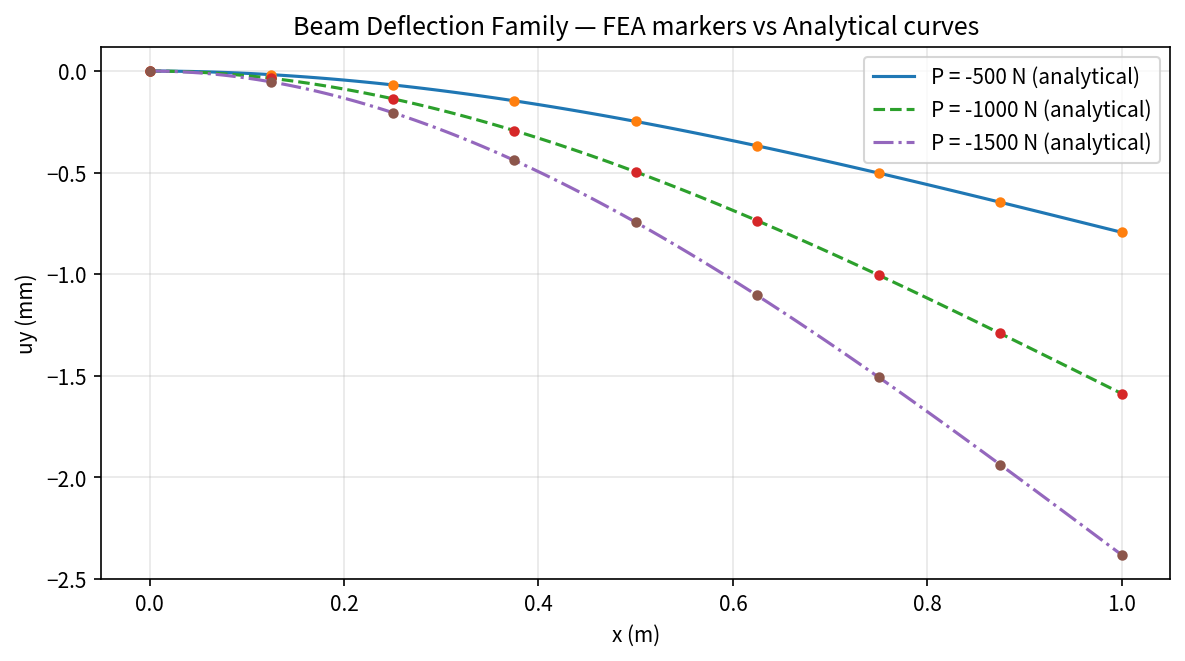 Beam Deflection Family — FEA markers vs Analytical curves
P = -500 N (analytical)
P = -1000 N (analytical)
P = -1500 N (analytical)
uy (mm)
0.0
−0.5
−1.0
−1.5
−2.0
−2.5
0.0
0.2
0.4
0.6
0.8
1.0
x (m)